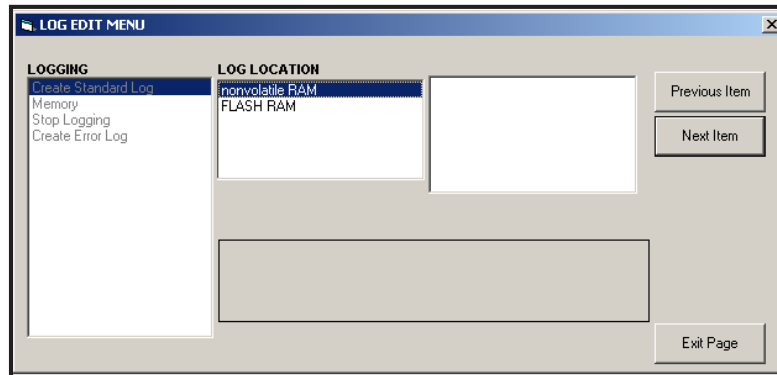 LOG EDIT MENU
LOGGING
Create Standard Log
Memory
Stop Logging
Create Error Log
LOG LOCATION
nonvolatile RAM
FLASH RAM
Previous Item
Next Item
Exit Page